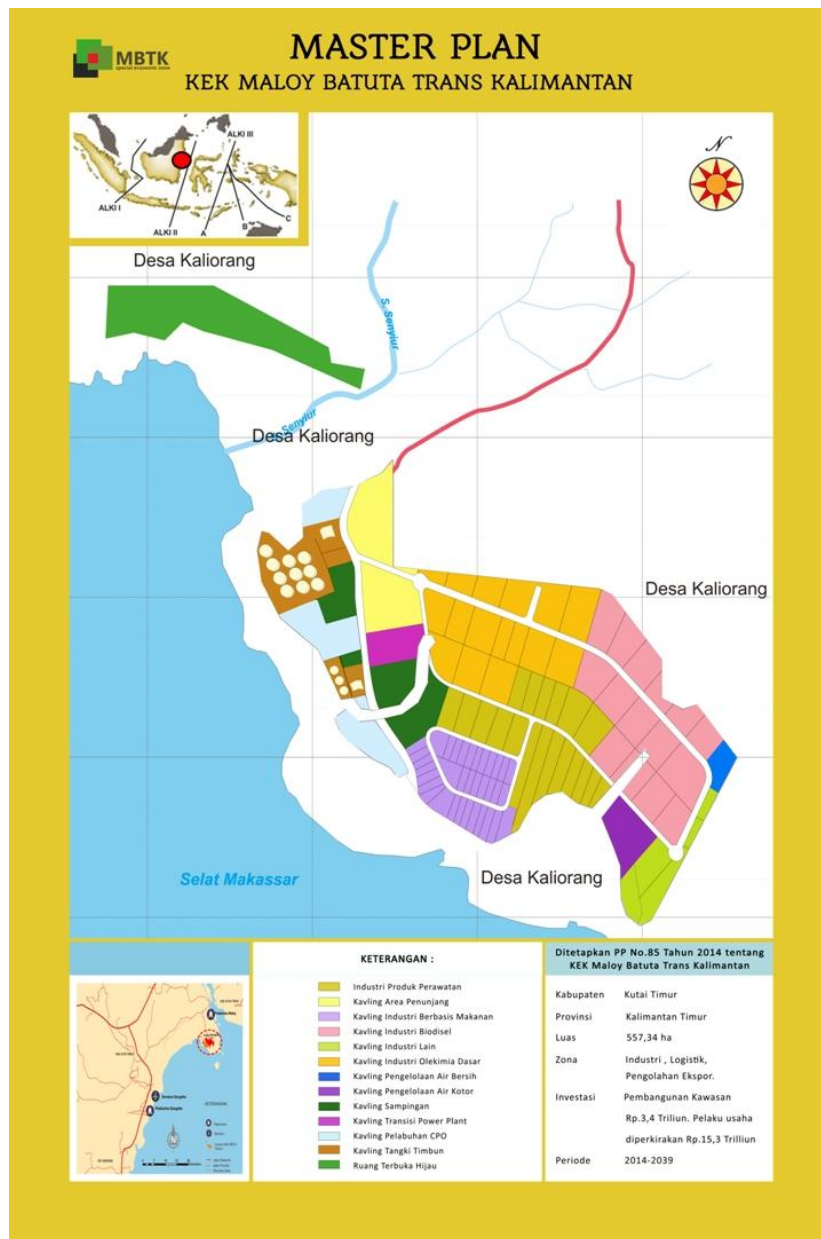 MBTK
special economic zone
MASTER PLAN
KEK MALOY BATUTA TRANS KALIMANTAN
ALKI III
ALKI I
ALKI II
A
B
C
N
Desa Kaliorang
S. Senyiur
Senyiur
Desa Kaliorang
Desa Kaliorang
Desa Kaliorang
Selat Makassar
KETERANGAN :
Industri Produk Perawatan
Kavling Area Penunjang
Kavling Industri Berbasis Makanan
Kavling Industri Biodisel
Kavling Industri Lain
Kavling Industri Olekimia Dasar
Kavling Pengelolaan Air Bersih
Kavling Pengelolaan Air Kotor
Kavling Sampingan
Kavling Transisi Power Plant
Kavling Pelabuhan CPO
Kavling Tangki Timbun
Ruang Terbuka Hijau
Ditetapkan PP No.85 Tahun 2014 tentang
KEK Maloy Batuta Trans Kalimantan
Kabupaten Kutai Timur
Provinsi Kalimantan Timur
Luas 557,34 ha
Zona Industri , Logistik,
Pengolahan Ekspor.
Investasi Pembangunan Kawasan
Rp.3,4 Triliun. Pelaku usaha
diperkirakan Rp.15,3 Trilliun
Periode 2014-2039